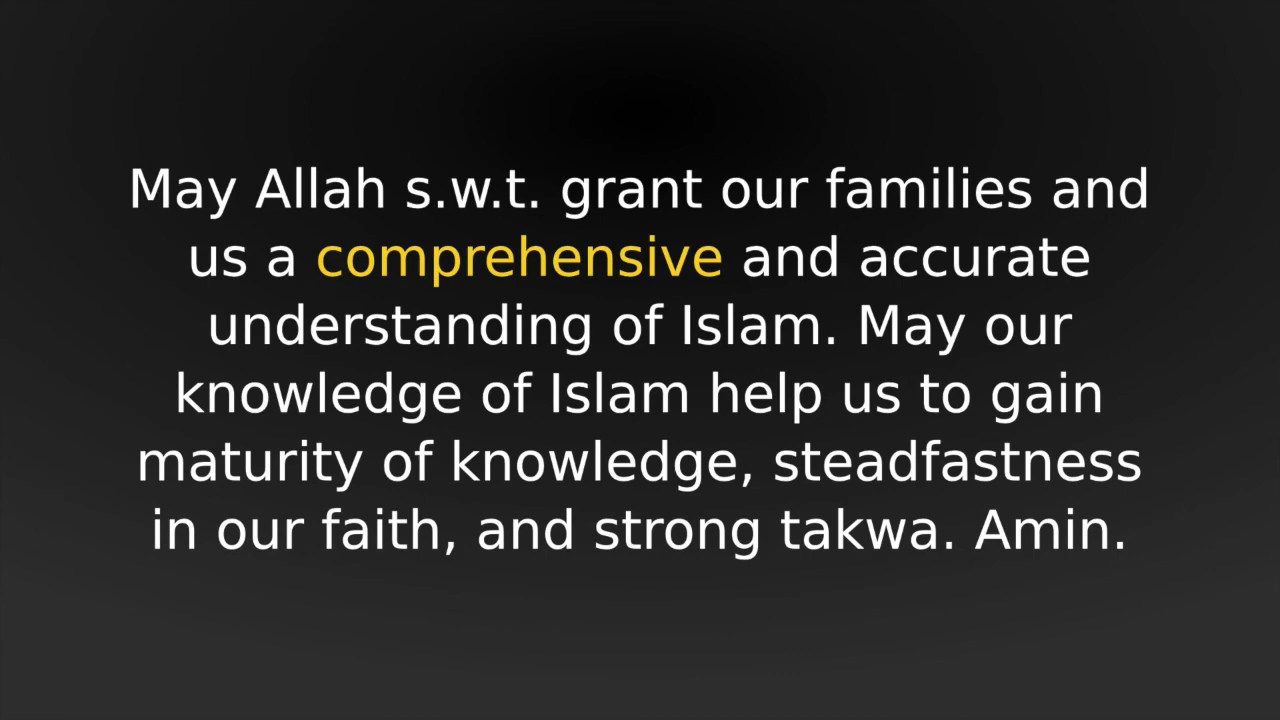 May Allah s.w.t. grant our families and
us a comprehensive and accurate
understanding of Islam. May our
knowledge of Islam help us to gain
maturity of knowledge, steadfastness
in our faith, and strong takwa. Amin.